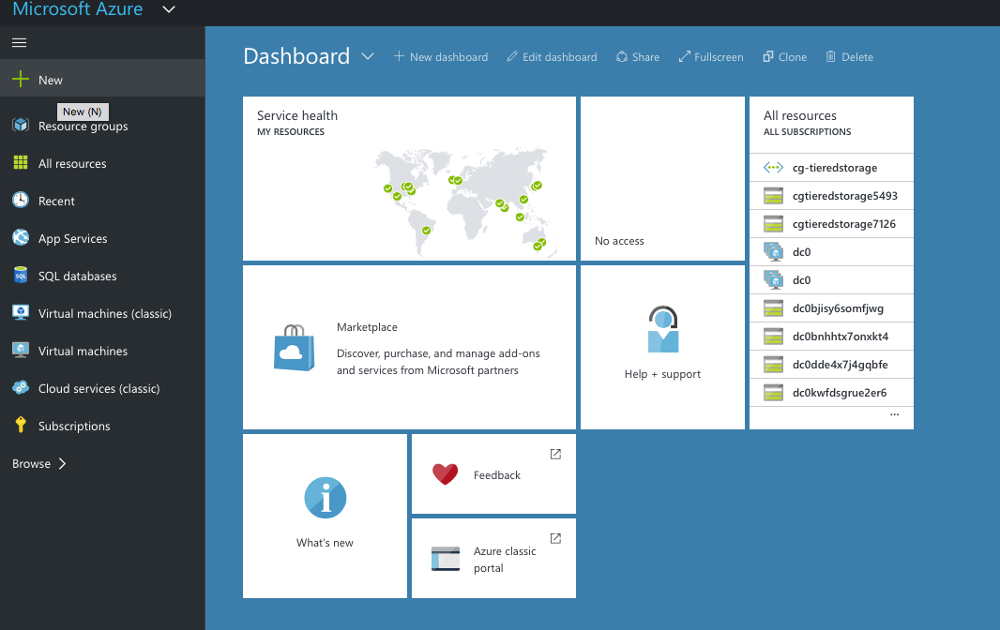 Microsoft Azure
New
New (N)
Resource groups
All resources
Recent
App Services
SQL
SQL databases
Virtual machines (classic)
Virtual machines
Cloud services (classic)
Subscriptions
Browse
Dashboard
New dashboard
Edit dashboard
Share
Fullscreen
Clone
Delete
Service health
MY RESOURCES
No access
All resources
ALL SUBSCRIPTIONS
cg-tieredstorage
cgtieredstorage5493
cgtieredstorage7126
dc0
dc0
dc0bjisy6somfjwg
dc0bnhhtx7onxkt4
dc0dde4x7j4gqbfe
dc0kwfdsgrue2er6
...
Marketplace
Discover, purchase, and manage add-ons
and services from Microsoft partners
Help + support
What's new
Feedback
Azure classic
portal